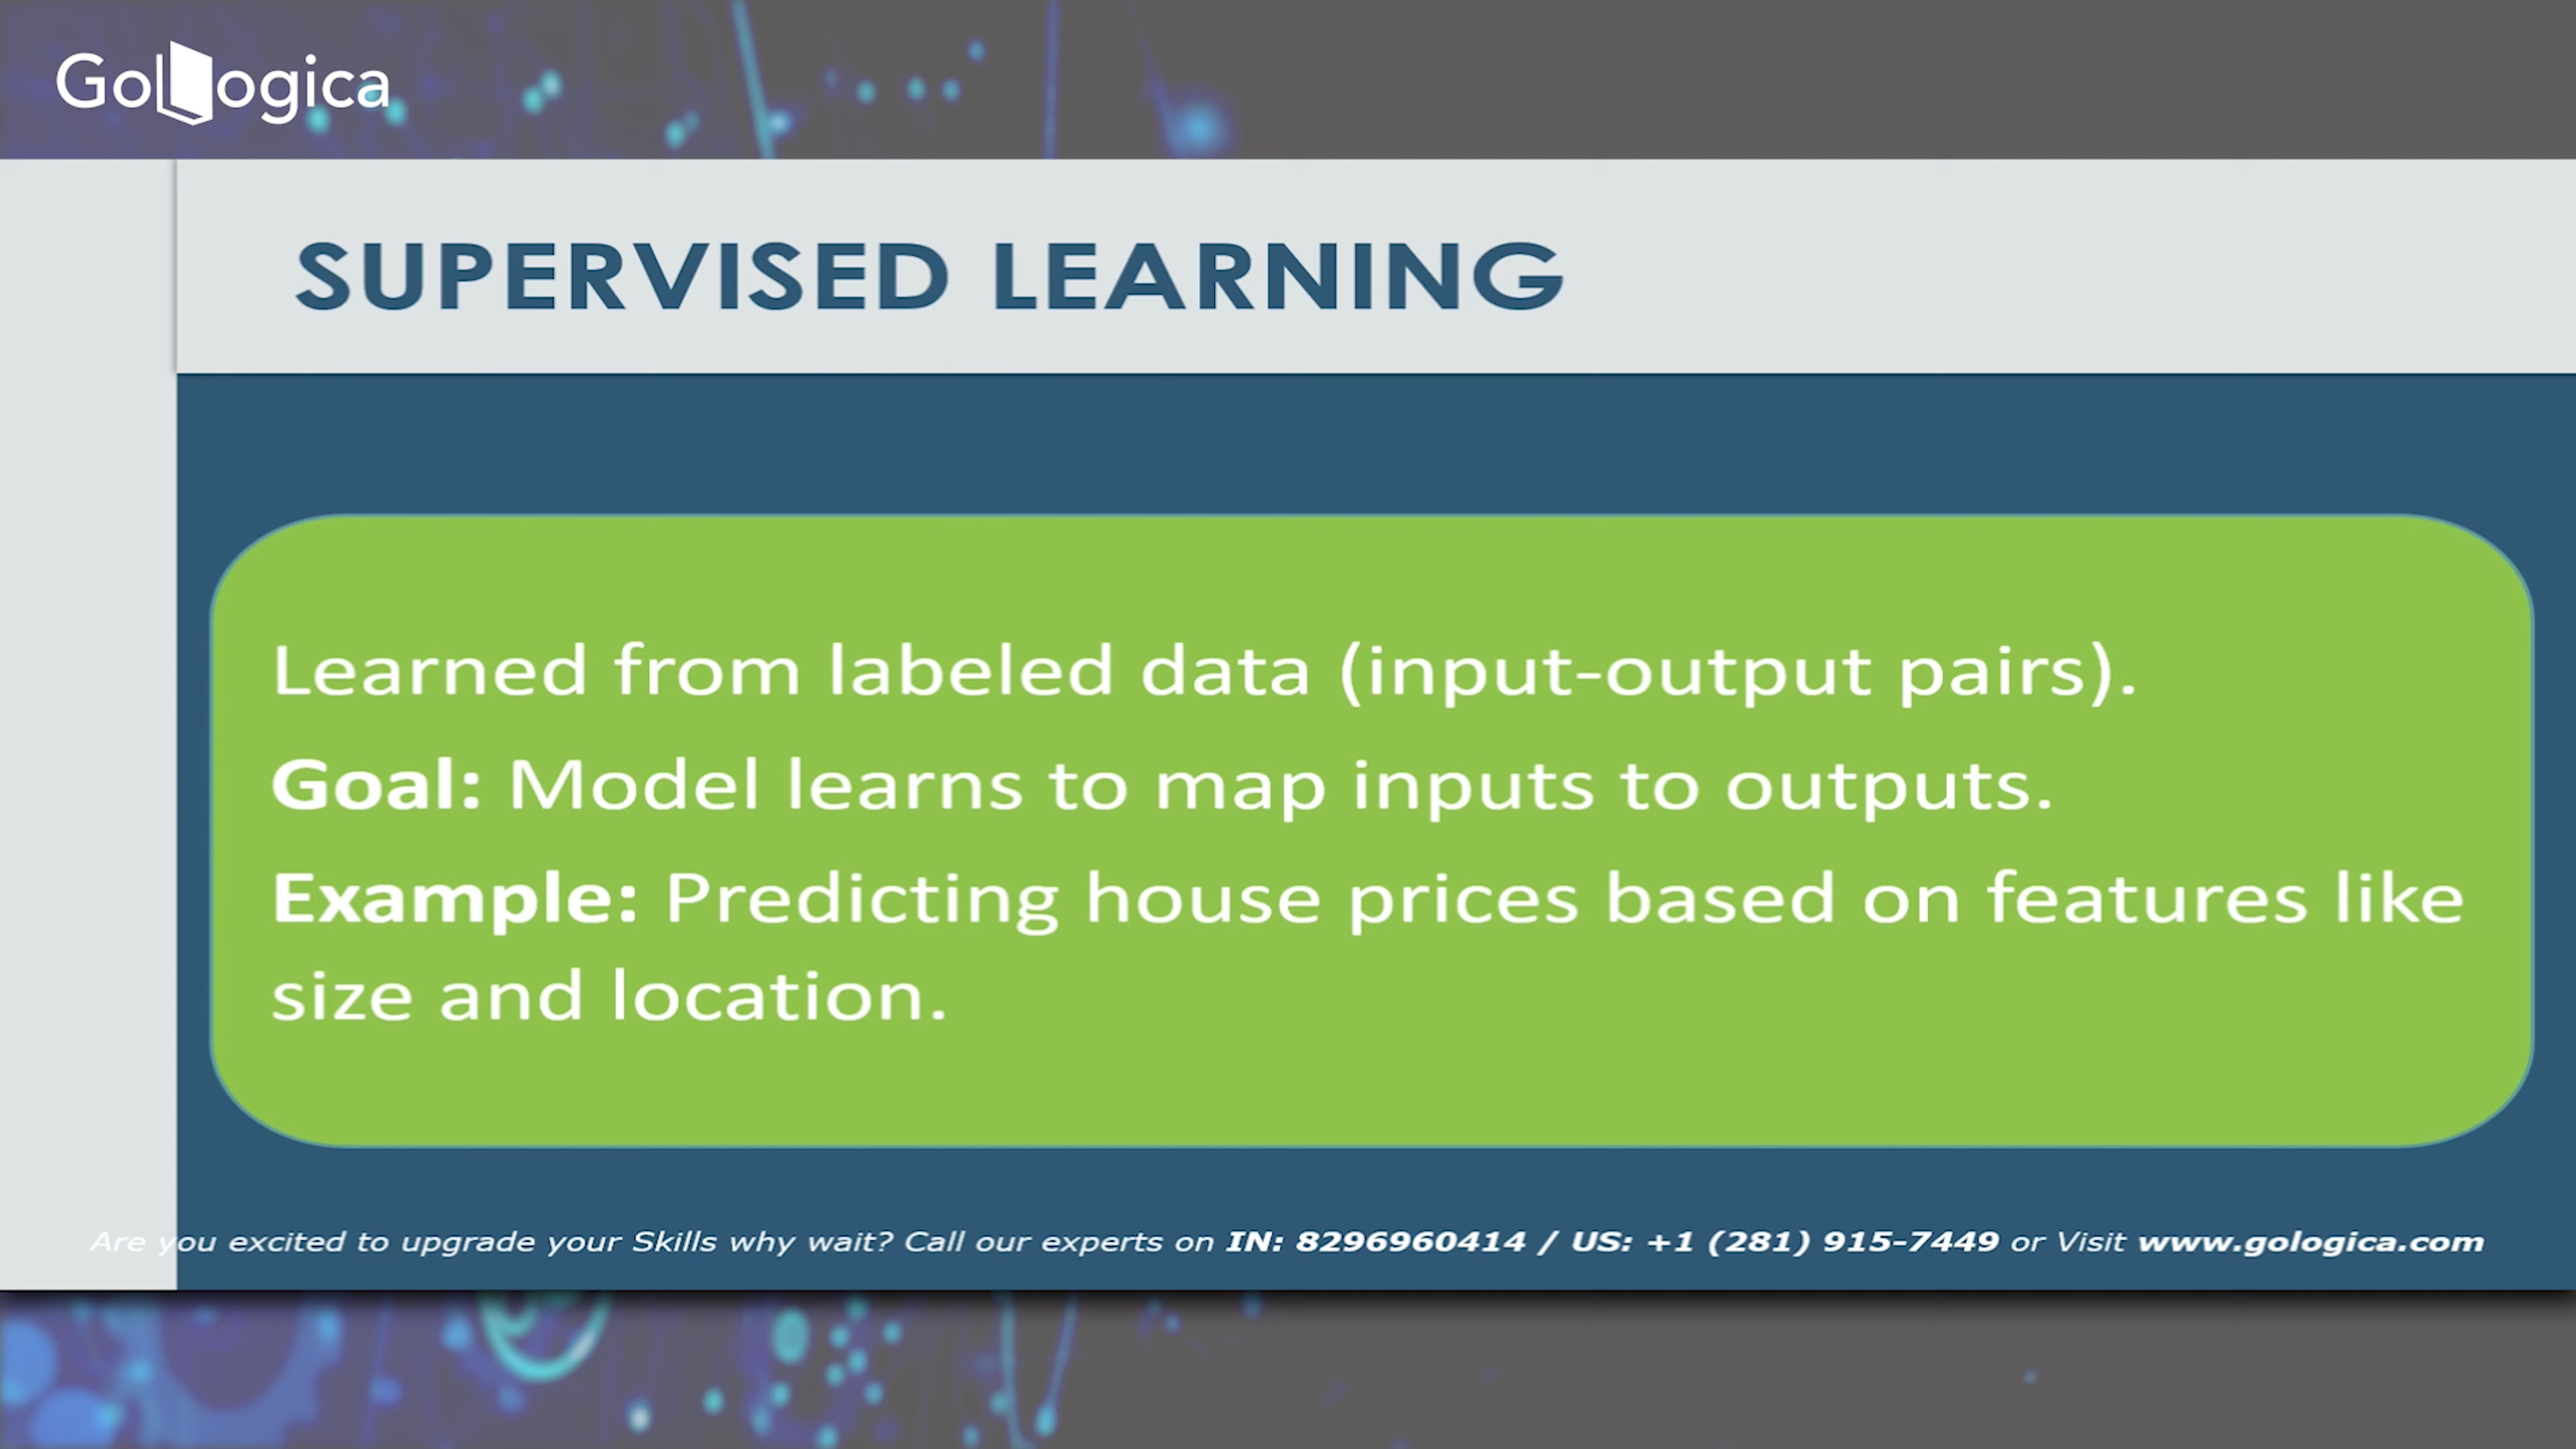 GoLogica
SUPERVISED LEARNING
Learned from labeled data (input-output pairs).
Goal: Model learns to map inputs to outputs.
Example: Predicting house prices based on features like
size and location.
Are you excited to upgrade your Skills why wait? Call our experts on IN: 8296960414 / US: +1 (281) 915-7449 or Visit www.gologica.com